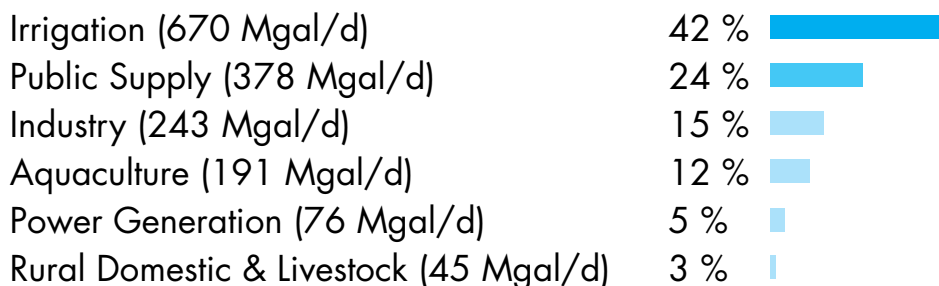 Irrigation (670 Mgal/d) 42 %
Public Supply (378 Mgal/d) 24 %
Industry (243 Mgal/d) 15 %
Aquaculture (191 Mgal/d) 12 %
Power Generation (76 Mgal/d) 5 %
Rural Domestic & Livestock (45 Mgal/d) 3 %